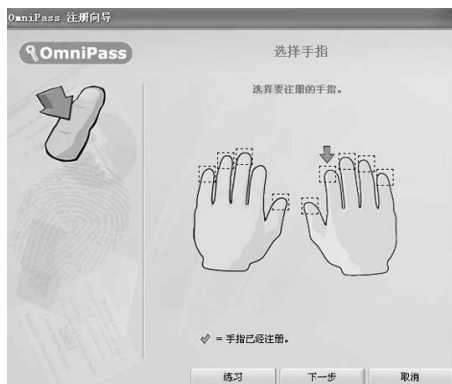 OmniPass 注册向导
OmniPass
选择手指
选择要注册的手指。
= 手指已经注册。
练习
下一步
取消